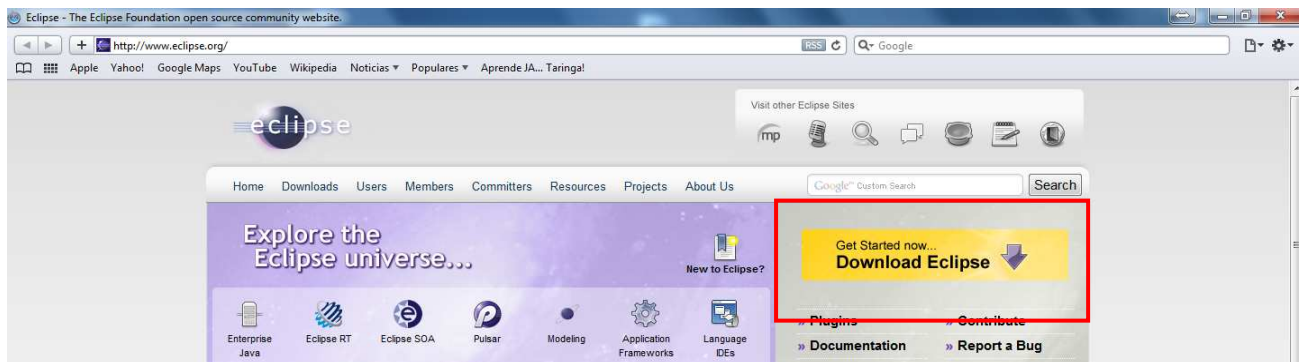 Eclipse - The Eclipse Foundation open source community website.
http://www.eclipse.org/
RSS
Google
Apple Yahoo! Google Maps YouTube Wikipedia Noticias Populares Aprende JA... Taringa!
eclipse
Visit other Eclipse Sites
mp
Home Downloads Users Members Committers Resources Projects About Us
Google™ Custom Search
Search
Explore the
Eclipse universe...
New to Eclipse?
Get Started now...
Download Eclipse
Enterprise
Java
Eclipse RT
Eclipse SOA
Pulsar
Modeling
Application
Frameworks
Language
IDEs
» Plugins
» Contribute
» Documentation
» Report a Bug